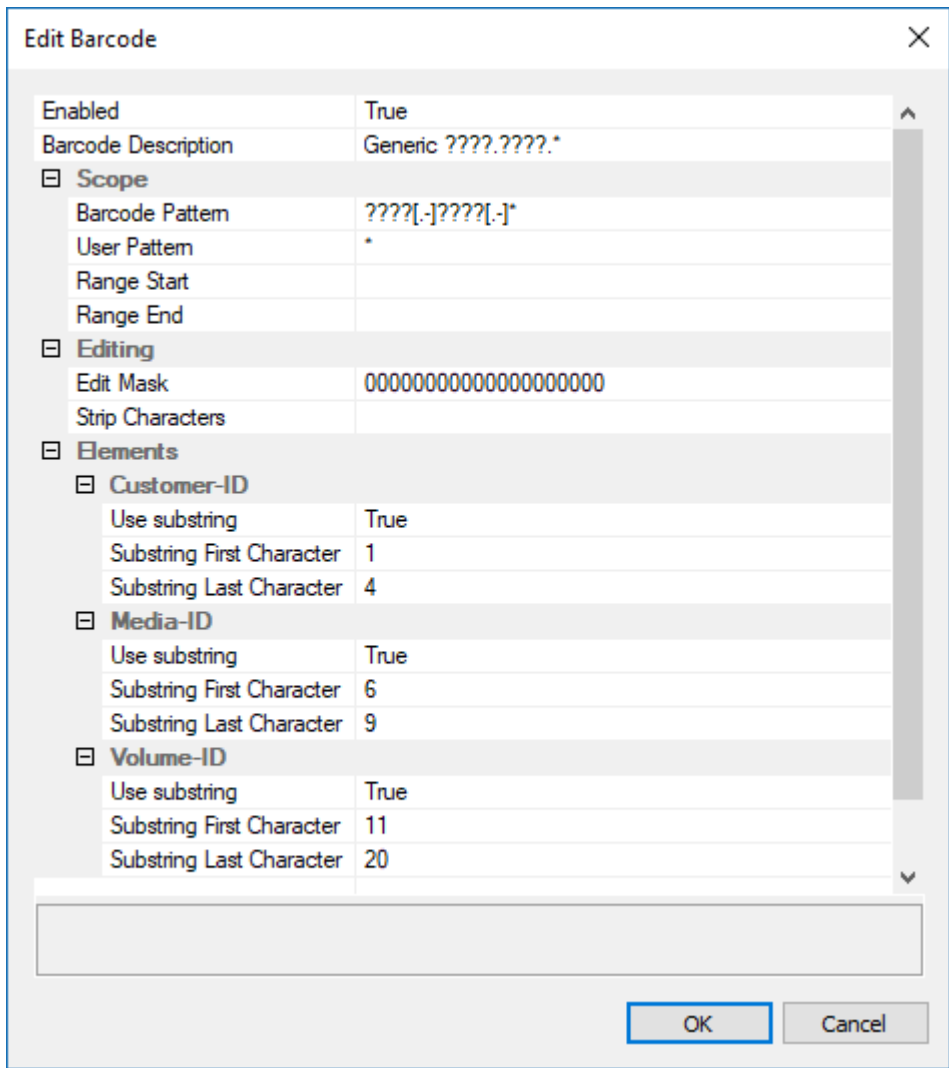 Edit Barcode
Enabled True
Barcode Description Generic ????.????.*
Scope
Barcode Pattern ????[.-]????[.-]*
User Pattern *
Range Start
Range End
Editing
Edit Mask 00000000000000000000
Strip Characters
Elements
Customer-ID
Use substring True
Substring First Character 1
Substring Last Character 4
Media-ID
Use substring True
Substring First Character 6
Substring Last Character 9
Volume-ID
Use substring True
Substring First Character 11
Substring Last Character 20
OK Cancel